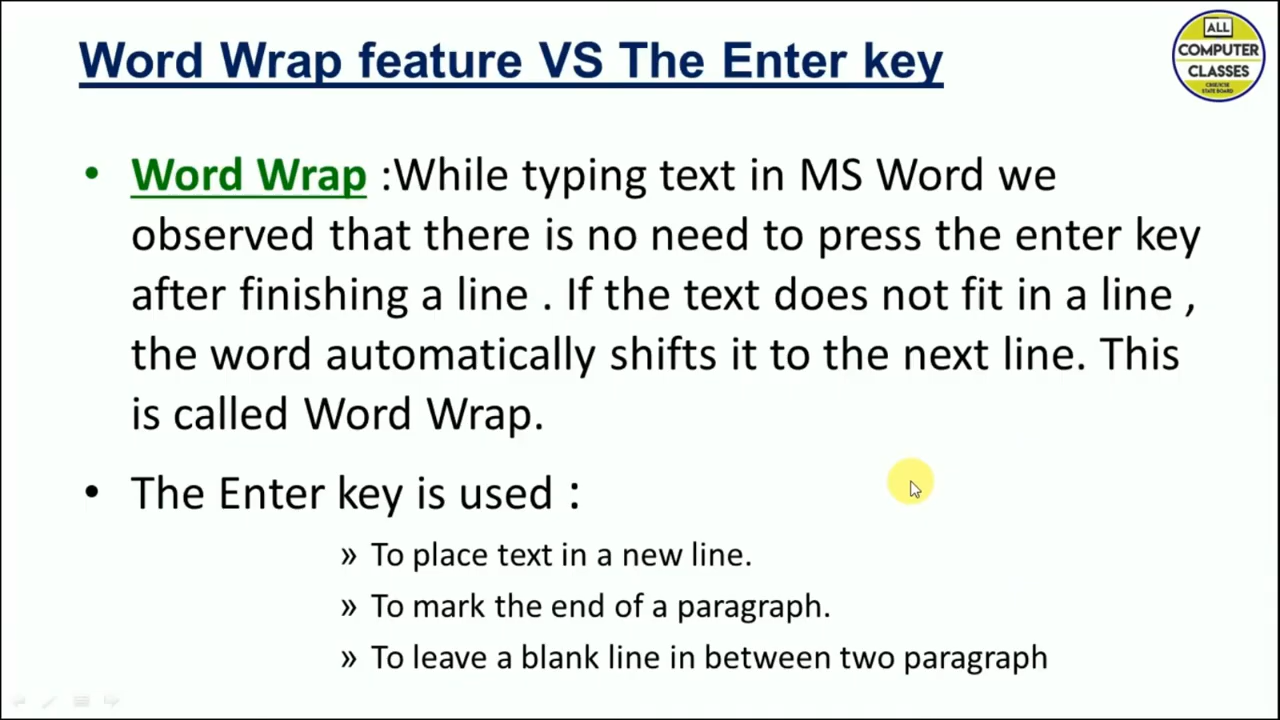 Word Wrap feature VS The Enter key
ALL
COMPUTER
CLASSES
CBSE/ICSE
STATE BOARD
• Word Wrap :While typing text in MS Word we
observed that there is no need to press the enter key
after finishing a line . If the text does not fit in a line ,
the word automatically shifts it to the next line. This
is called Word Wrap.
• The Enter key is used :
» To place text in a new line.
» To mark the end of a paragraph.
» To leave a blank line in between two paragraph